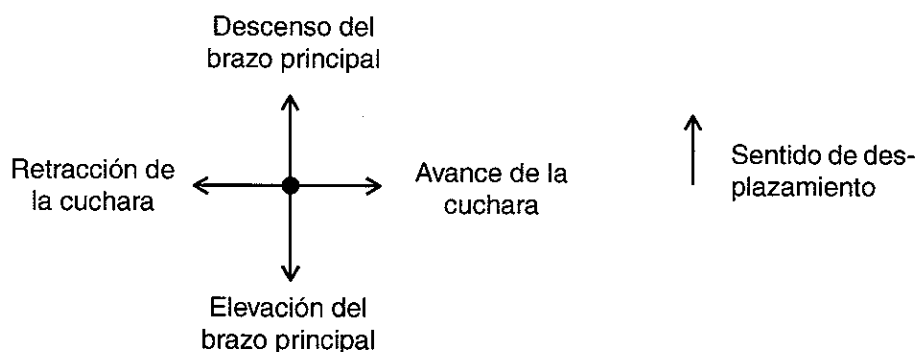 Descenso del
brazo principal
Retracción de
la cuchara
Avance de la
cuchara
Sentido de des-
plazamiento
Elevación del
brazo principal